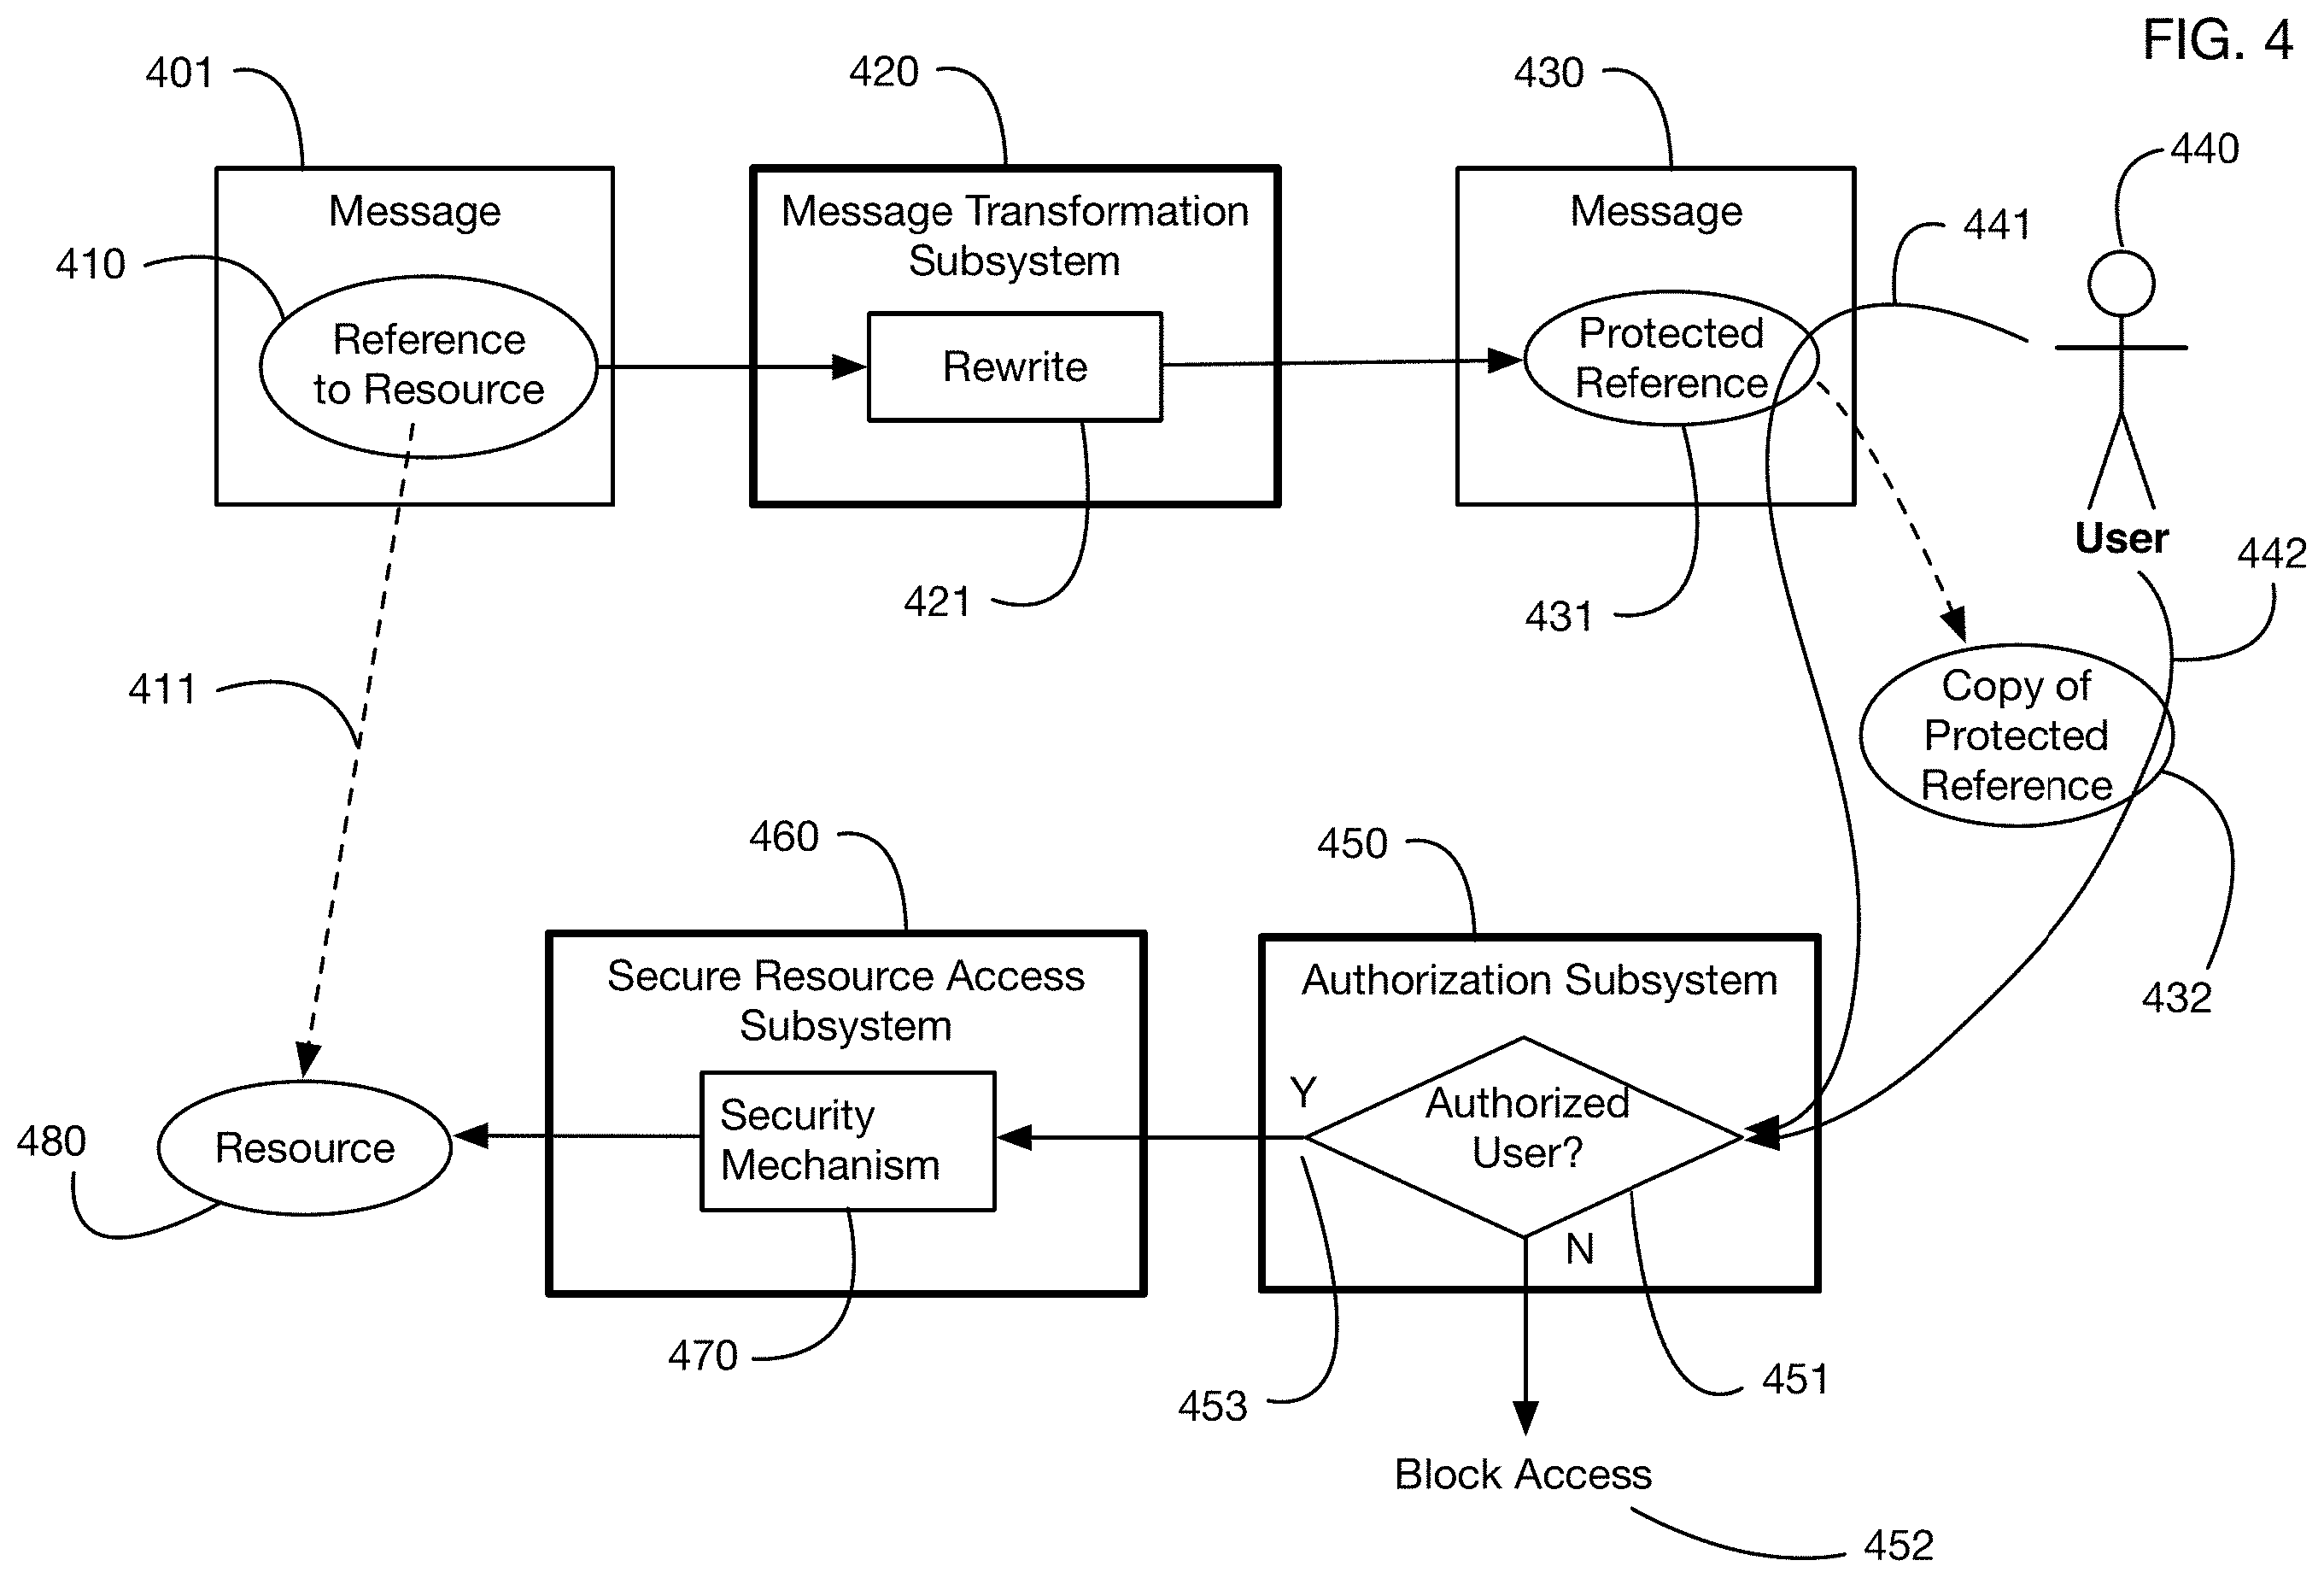 FIG. 4
401
420
430
440
Message
Message Transformation
Subsystem
Message
441
410
Reference
to Resource
Rewrite
Protected
Reference
User
442
421
431
411
Copy of
Protected
Reference
460
450
432
Secure Resource Access
Subsystem
Authorization Subsystem
Y
Authorized
User?
N
Security
Mechanism
480
Resource
470
453
451
Block Access
452